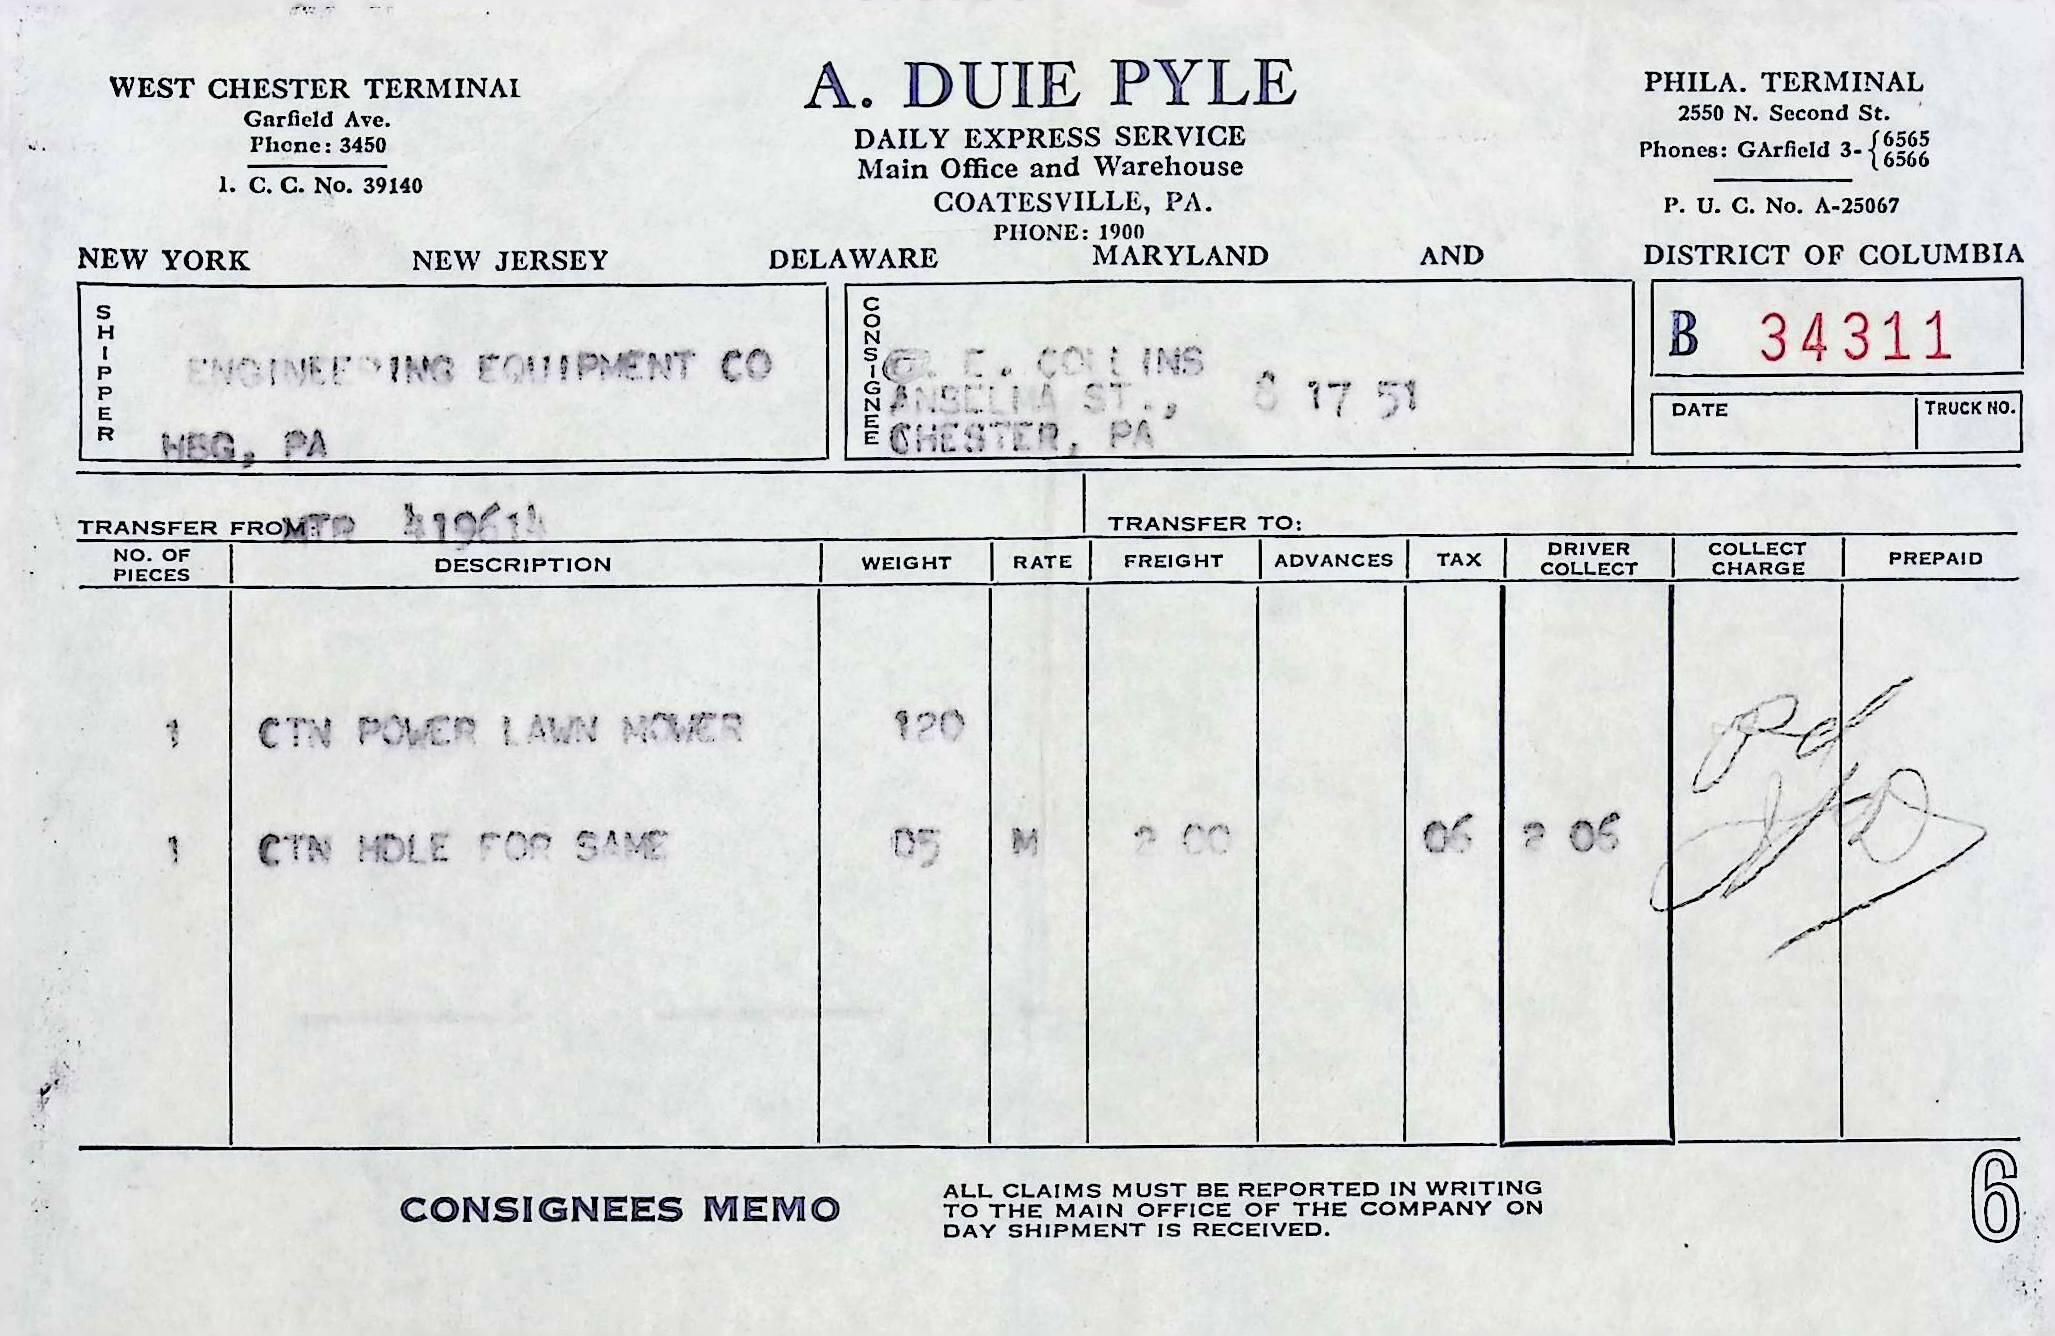 WEST CHESTER TERMINAL
Garfield Ave.
Phone: 3450
I. C. C. No. 39140
A. DUIE PYLE
DAILY EXPRESS SERVICE
Main Office and Warehouse
COATESVILLE, PA.
PHONE: 1900
PHILA. TERMINAL
2550 N. Second St.
Phones: GArfield 3-{6565
6566
P. U. C. No. A-25067
NEW YORK NEW JERSEY DELAWARE MARYLAND AND DISTRICT OF COLUMBIA
SHIPPER
ENGINEERING EQUIPMENT CO
HBG, PA
CONSIGNEE
E. COLLINS
ANSELMA ST., 8 17 51
CHESTER, PA
B 34311
DATE TRUCK NO.
TRANSFER FROM: MTR 419614
TRANSFER TO:
NO. OF PIECES DESCRIPTION WEIGHT RATE FREIGHT ADVANCES TAX DRIVER COLLECT COLLECT CHARGE PREPAID
1 CTN POWER LAWN MOWER 120
1 CTN HDLE FOR SAME 05 M 2 00 06 2 06
Pd
CONSIGNEES MEMO
ALL CLAIMS MUST BE REPORTED IN WRITING
TO THE MAIN OFFICE OF THE COMPANY ON
DAY SHIPMENT IS RECEIVED.
6